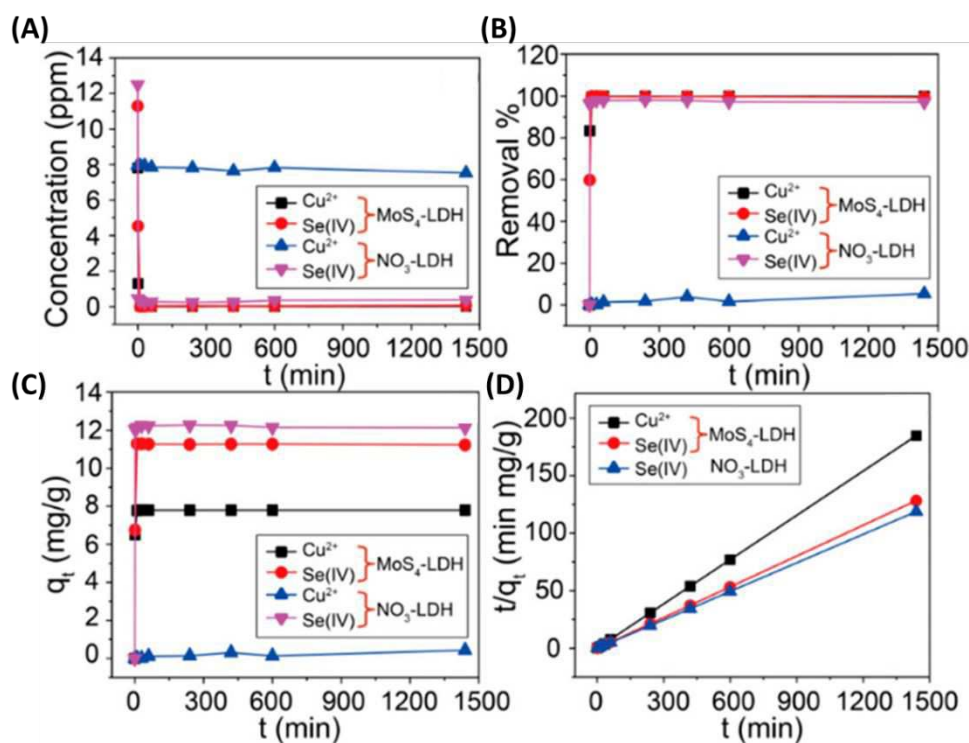 (A)
Concentration (ppm)
14
12
10
8
6
4
2
0
Cu²⁺
Se(IV)
MoS₄-LDH
Cu²⁺
Se(IV)
NO₃-LDH
0 300 600 900 1200 1500
t (min)
(B)
Removal %
120
100
80
60
40
20
0
Cu²⁺
Se(IV)
MoS₄-LDH
Cu²⁺
Se(IV)
NO₃-LDH
0 300 600 900 1200 1500
t (min)
(C)
qₜ (mg/g)
14
12
10
8
6
4
2
0
Cu²⁺
Se(IV)
MoS₄-LDH
Cu²⁺
Se(IV)
NO₃-LDH
0 300 600 900 1200 1500
t (min)
(D)
t/qₜ (min mg/g)
200
150
100
50
0
Cu²⁺
Se(IV)
MoS₄-LDH
Se(IV) NO₃-LDH
0 300 600 900 1200 1500
t (min)